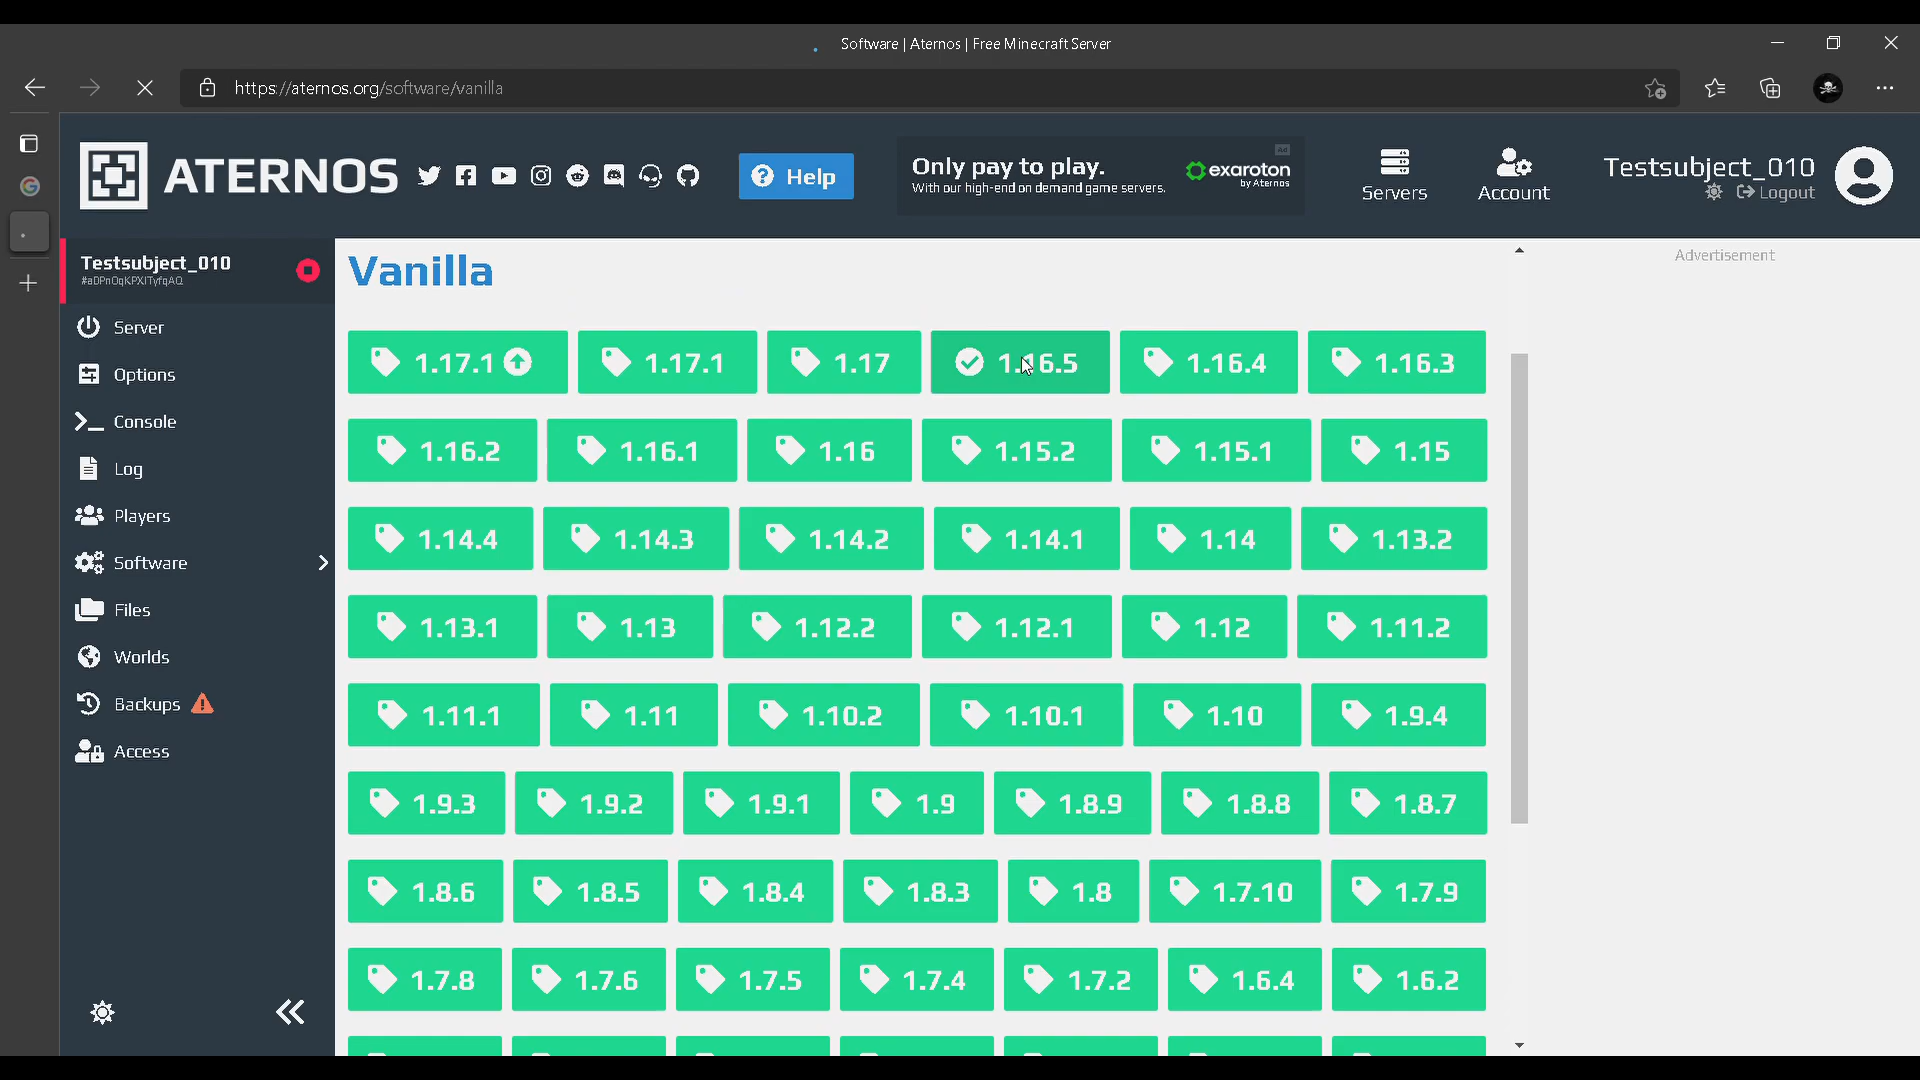 Software | Aternos | Free Minecraft Server
https://aternos.org/software/vanilla
ATERNOS
Help
Only pay to play.
With our high-end on demand game servers.
ad
exaroton
by Aternos
Servers
Account
Testsubject_010
Logout
Testsubject_010
Server
Options
Console
Log
Players
Software
Files
Worlds
Backups
Access
Vanilla
1.17.1 1.17.1 1.17 1.16.5 1.16.4 1.16.3
1.16.2 1.16.1 1.16 1.15.2 1.15.1 1.15
1.14.4 1.14.3 1.14.2 1.14.1 1.14 1.13.2
1.13.1 1.13 1.12.2 1.12.1 1.12 1.11.2
1.11.1 1.11 1.10.2 1.10.1 1.10 1.9.4
1.9.3 1.9.2 1.9.1 1.9 1.8.9 1.8.8 1.8.7
1.8.6 1.8.5 1.8.4 1.8.3 1.8 1.7.10 1.7.9
1.7.8 1.7.6 1.7.5 1.7.4 1.7.2 1.6.4 1.6.2
Advertisement